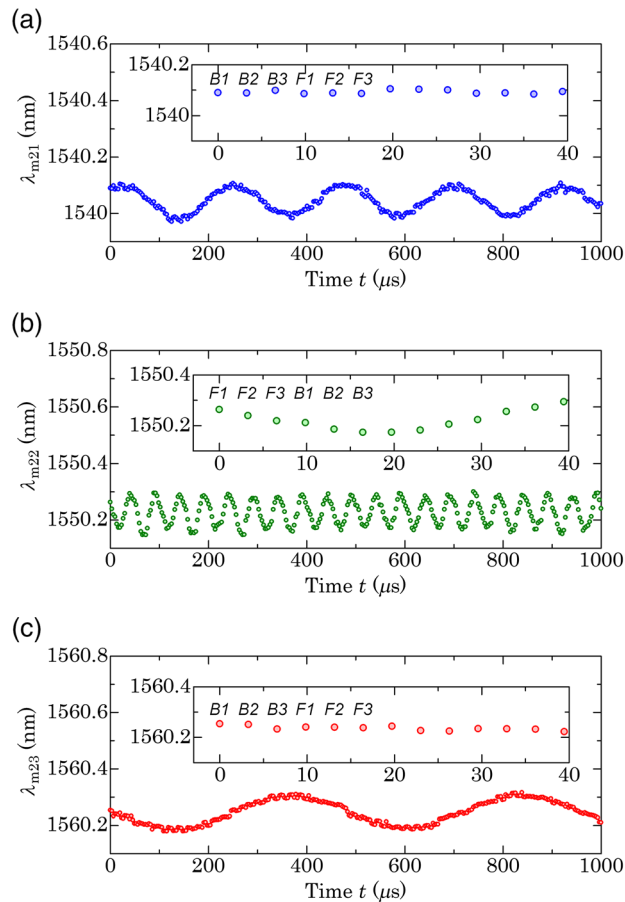 (a)
1540.6
1540.4
1540.2
1540
λm21 (nm)
1540.2
1540
B1 B2 B3 F1 F2 F3
0 10 20 30 40
0 200 400 600 800 1000
Time t (μs)
(b)
1550.8
1550.6
1550.4
1550.2
λm22 (nm)
1550.4
1550.2
F1 F2 F3 B1 B2 B3
0 10 20 30 40
0 200 400 600 800 1000
Time t (μs)
(c)
1560.8
1560.6
1560.4
1560.2
λm23 (nm)
1560.4
1560.2
B1 B2 B3 F1 F2 F3
0 10 20 30 40
0 200 400 600 800 1000
Time t (μs)